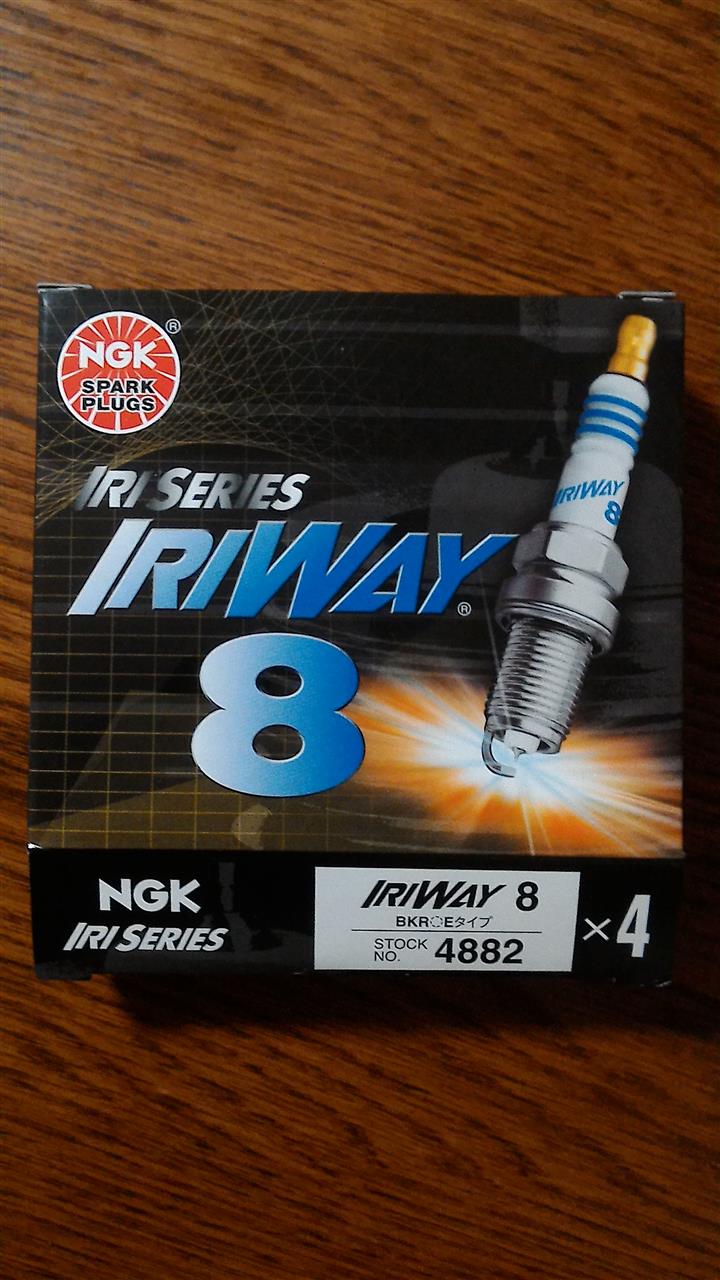 NGK
®
SPARK
PLUGS
IRI SERIES
IRIWAY
®
8
IRIWAY
8
NGK
IRI SERIES
IRIWAY 8
BKR◌Eタイプ
STOCK
NO. 4882
×4